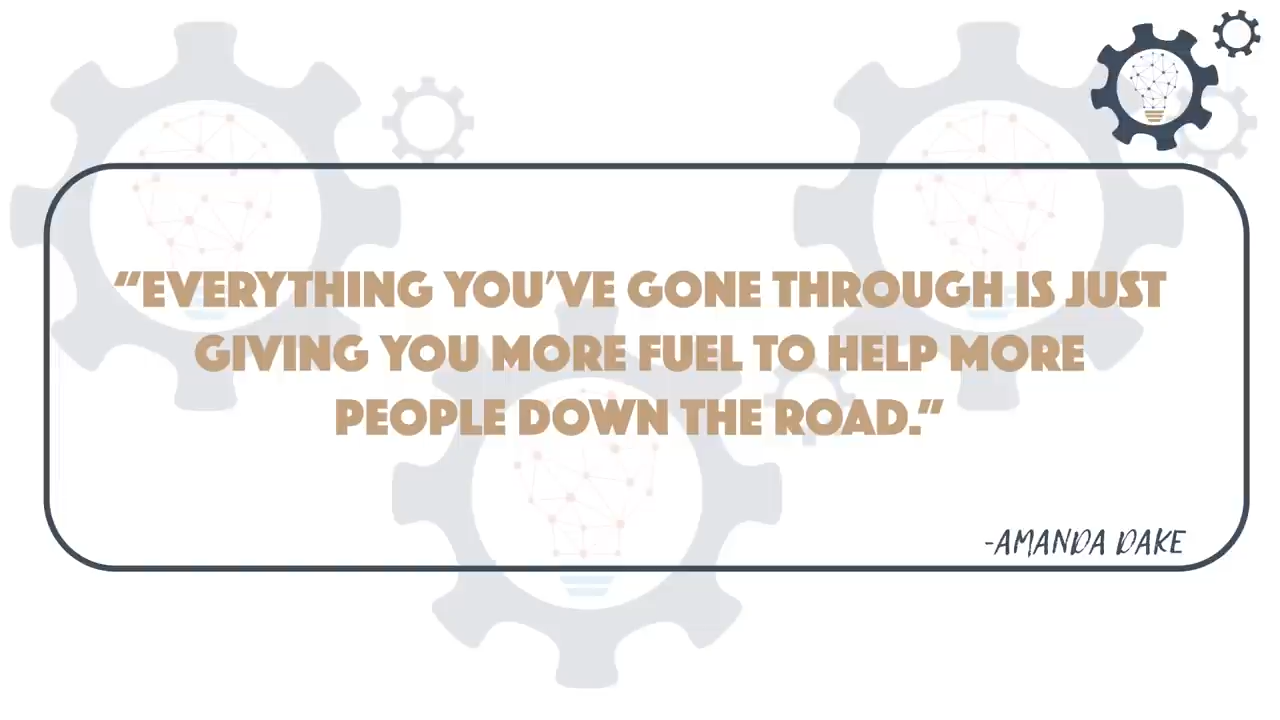 “EVERYTHING YOU’VE GONE THROUGH IS JUST
GIVING YOU MORE FUEL TO HELP MORE
PEOPLE DOWN THE ROAD.”
-AMANDA DAKE